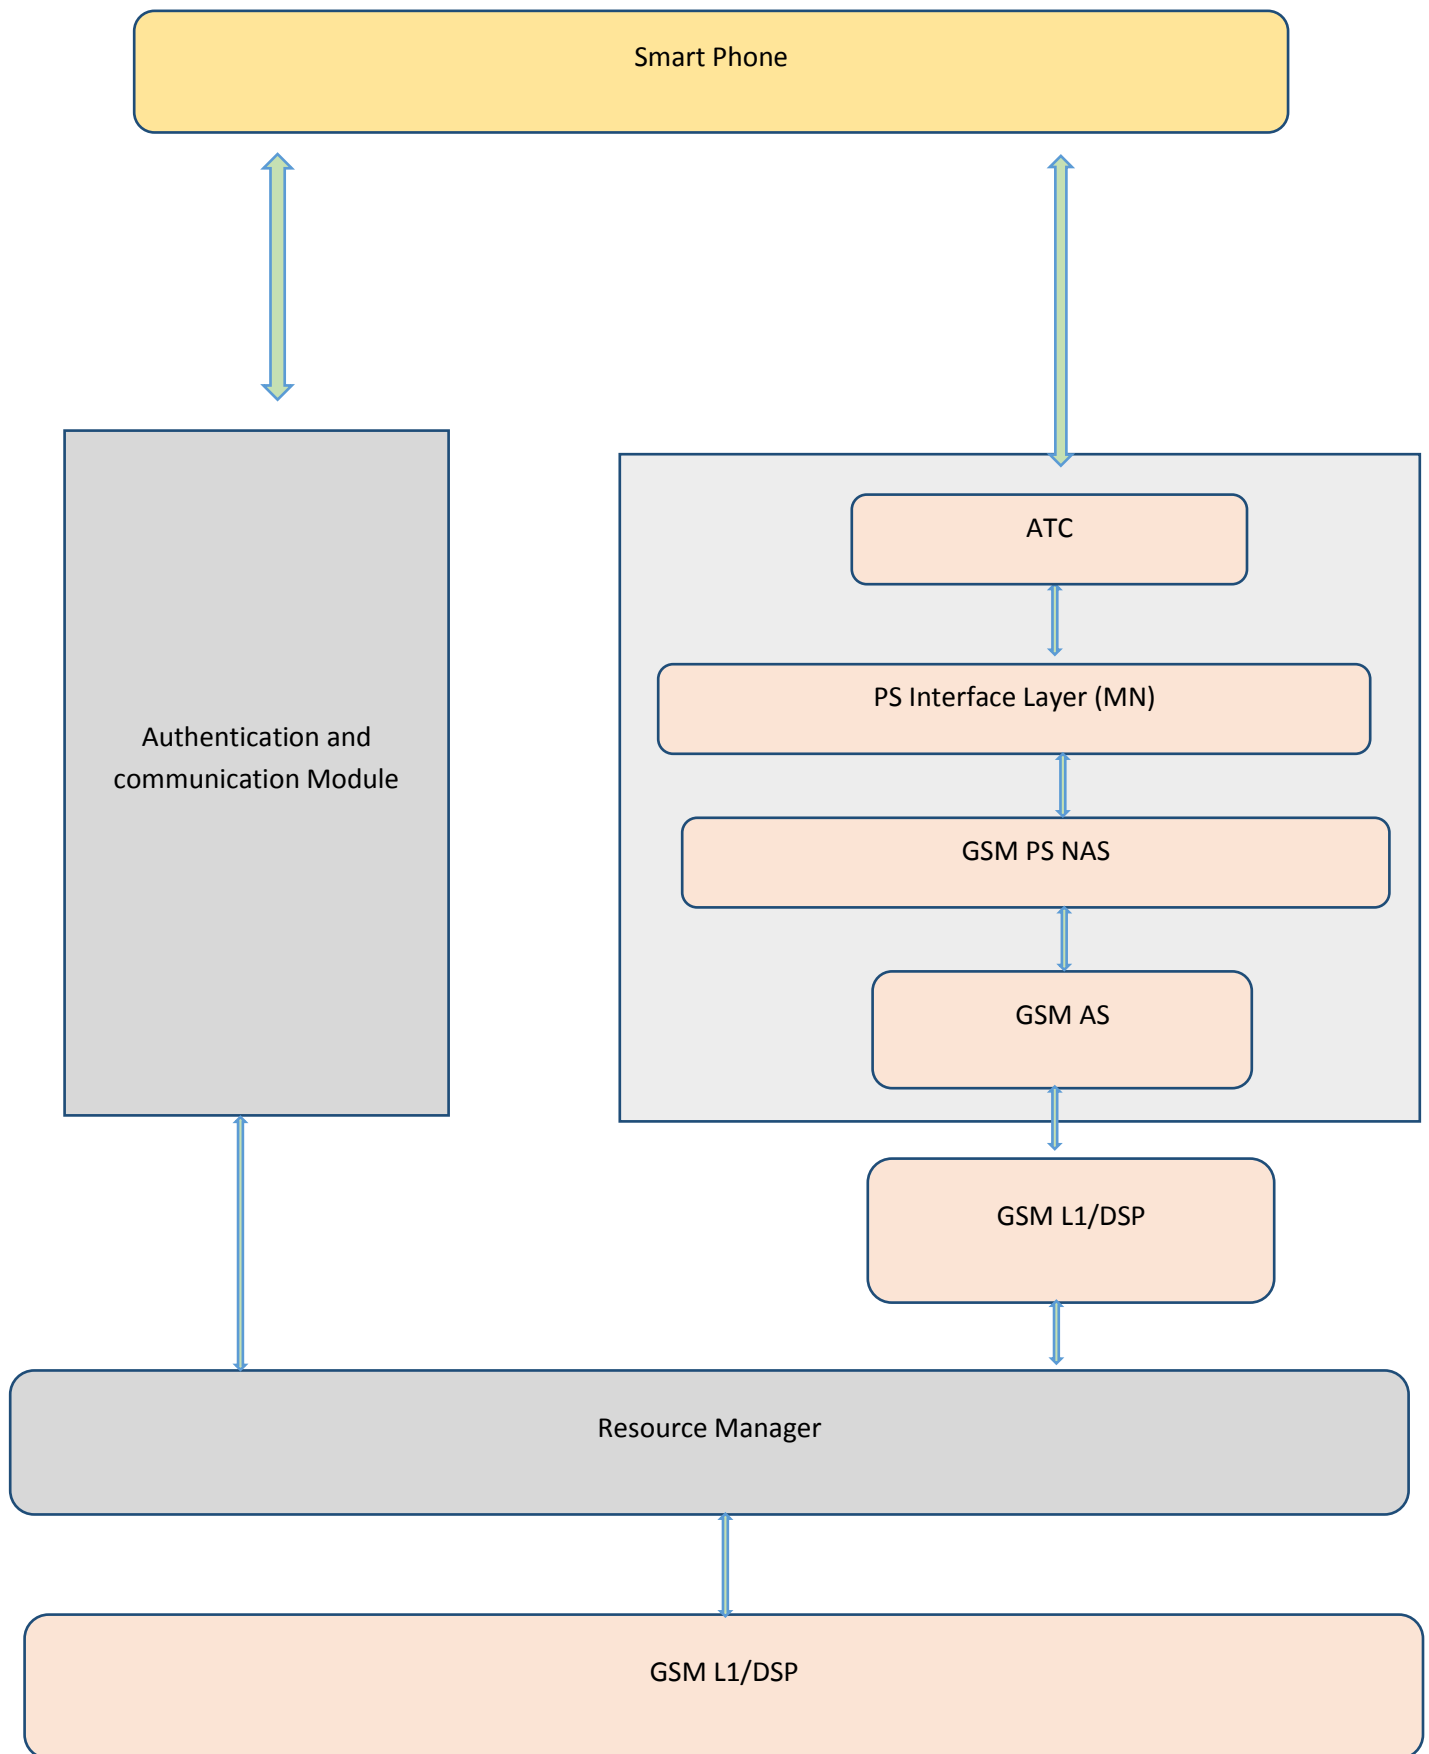 Smart Phone
ATC
PS Interface Layer (MN)
Authentication and
communication Module
GSM PS NAS
GSM AS
GSM L1/DSP
Resource Manager
GSM L1/DSP